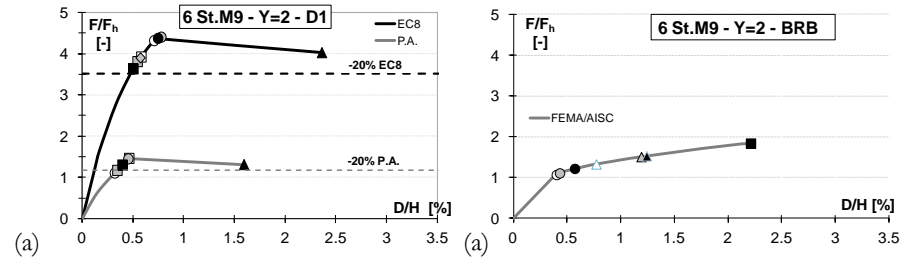 6 St.M9 - Y=2 - D1
F/Fh
[-]
EC8
P.A.
5
4
3
2
1
0
-20% EC8
-20% P.A.
D/H [%]
0 0.5 1 1.5 2 2.5 3 3.5
(a)
6 St.M9 - Y=2 - BRB
F/Fh
[-]
5
4
3
2
1
0
FEMA/AISC
D/H [%]
0 0.5 1 1.5 2 2.5 3 3.5
(a)